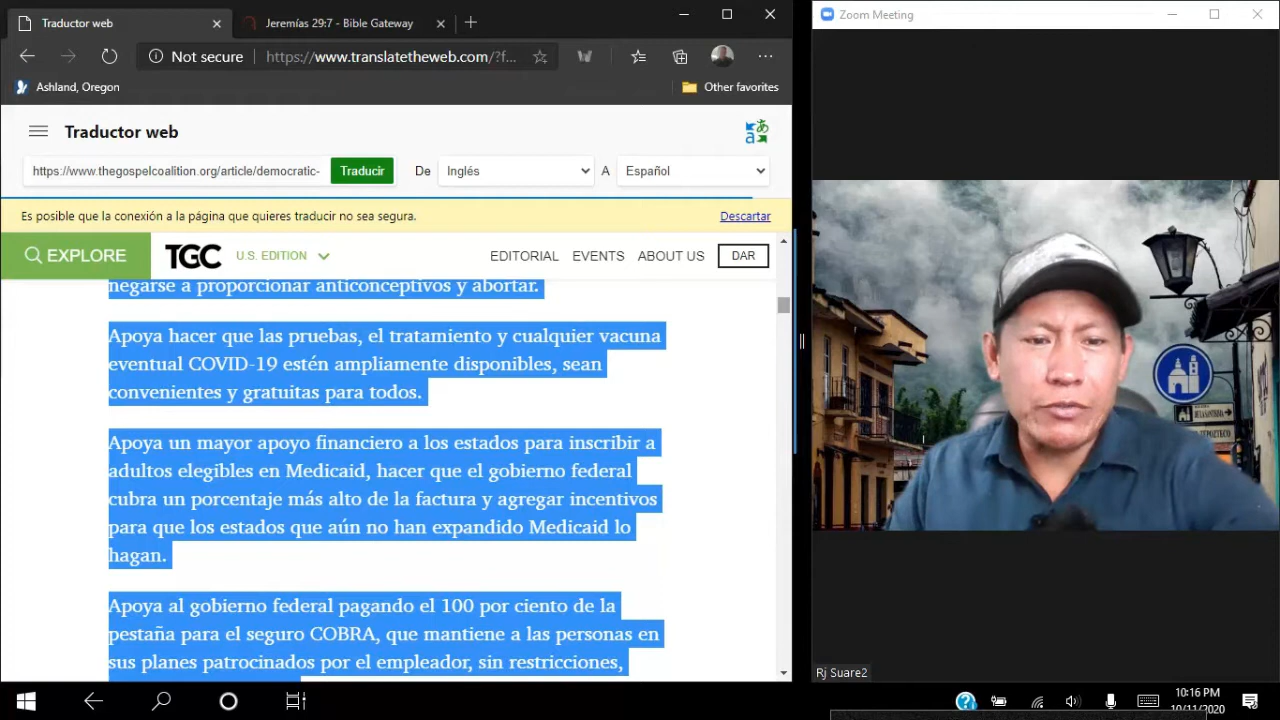 Traductor web
Jeremías 29:7 - Bible Gateway
Zoom Meeting
Not secure
https://www.translatetheweb.com/?f...
Ashland, Oregon
Other favorites
Traductor web
https://www.thegospelcoalition.org/article/democratic-
Traducir
De
Inglés
A
Español
Es posible que la conexión a la página que quieres traducir no sea segura.
Descartar
EXPLORE
TGC
U.S. EDITION
EDITORIAL
EVENTS
ABOUT US
DAR
negarse a proporcionar anticonceptivos y abortar.
Apoya hacer que las pruebas, el tratamiento y cualquier vacuna
eventual COVID-19 estén ampliamente disponibles, sean
convenientes y gratuitas para todos.
Apoya un mayor apoyo financiero a los estados para inscribir a
adultos elegibles en Medicaid, hacer que el gobierno federal
cubra un porcentaje más alto de la factura y agregar incentivos
para que los estados que aún no han expandido Medicaid lo
hagan.
Apoya al gobierno federal pagando el 100 por ciento de la
pestaña para el seguro COBRA, que mantiene a las personas en
sus planes patrocinados por el empleador, sin restricciones,
Rj Suare2
10:16 PM
10/11/2020